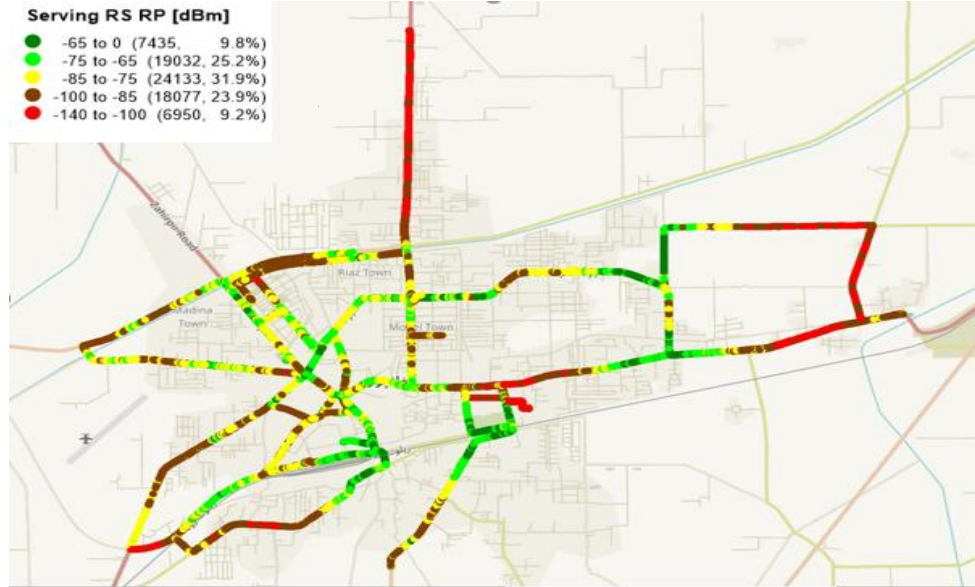 Serving RS RP [dBm]
-65 to 0 (7435, 9.8%)
-75 to -65 (19032, 25.2%)
-85 to -75 (24133, 31.9%)
-100 to -85 (18077, 23.9%)
-140 to -100 (6950, 9.2%)
Zahirpir Road
Riaz Town
Madina
Town